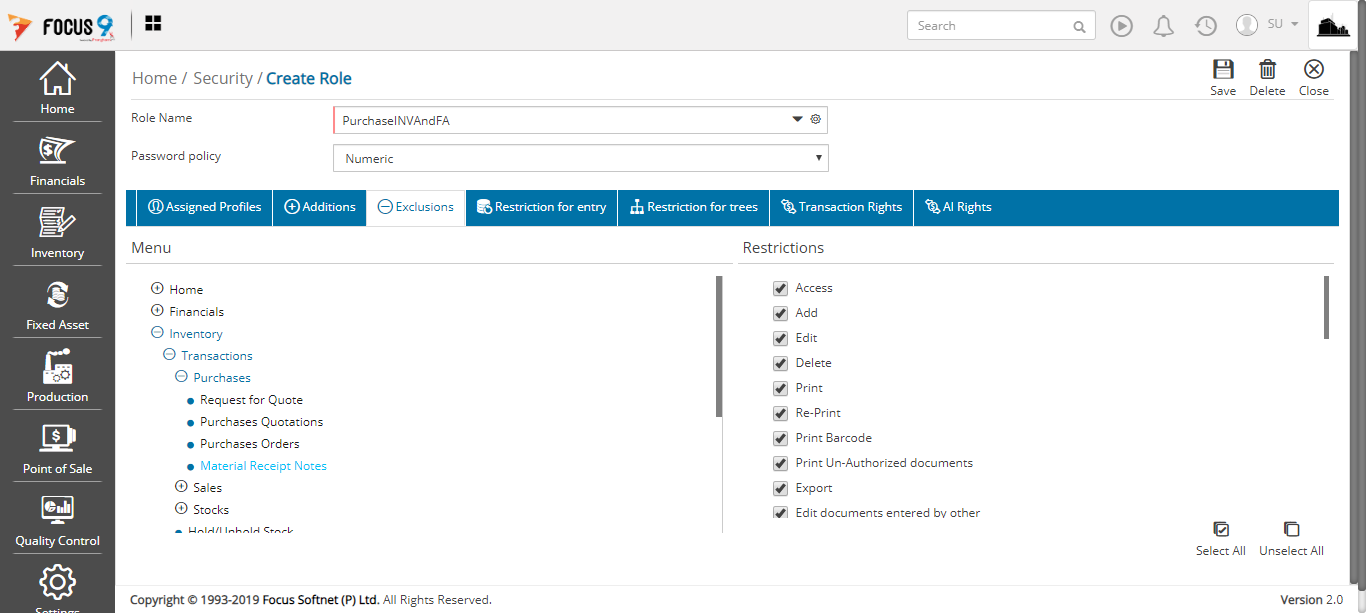 FOCUS 9
Search
SU
Home
Financials
Inventory
Fixed Asset
Production
Point of Sale
Quality Control
Settings
Home / Security / Create Role
Save
Delete
Close
Role Name
PurchaseINVAndFA
Password policy
Numeric
Assigned Profiles
Additions
Exclusions
Restriction for entry
Restriction for trees
Transaction Rights
AI Rights
Menu
Home
Financials
Inventory
Transactions
Purchases
Request for Quote
Purchases Quotations
Purchases Orders
Material Receipt Notes
Sales
Stocks
Hold/Unhold Stock
Restrictions
Access
Add
Edit
Delete
Print
Re-Print
Print Barcode
Print Un-Authorized documents
Export
Edit documents entered by other
Select All
Unselect All
Copyright © 1993-2019 Focus Softnet (P) Ltd. All Rights Reserved.
Version 2.0